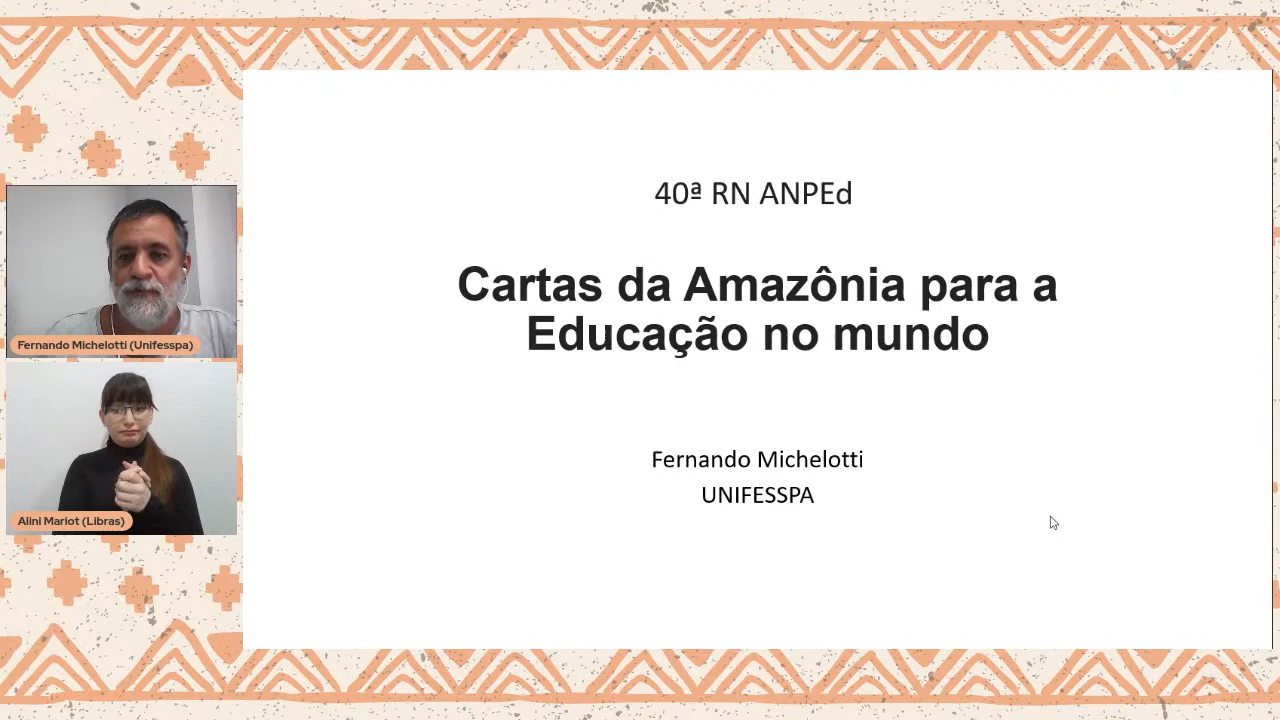 40ª RN ANPEd
Cartas da Amazônia para a
Educação no mundo
Fernando Michelotti
UNIFESSPA
Fernando Michelotti (Unifesspa)
Alini Mariot (Libras)